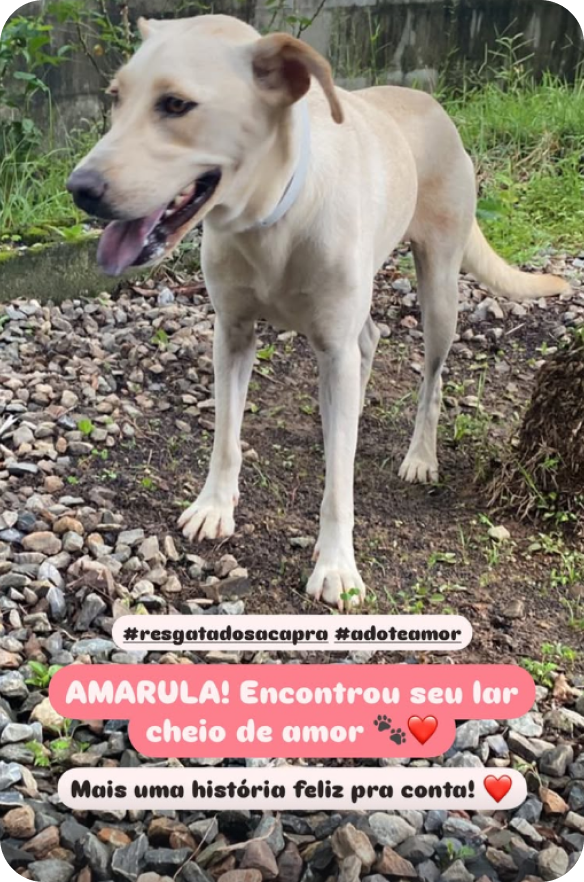 #resgatadosacapra #adoteamor
AMARULA! Encontrou seu lar
cheio de amor 🐾❤️
Mais uma história feliz pra conta! ❤️